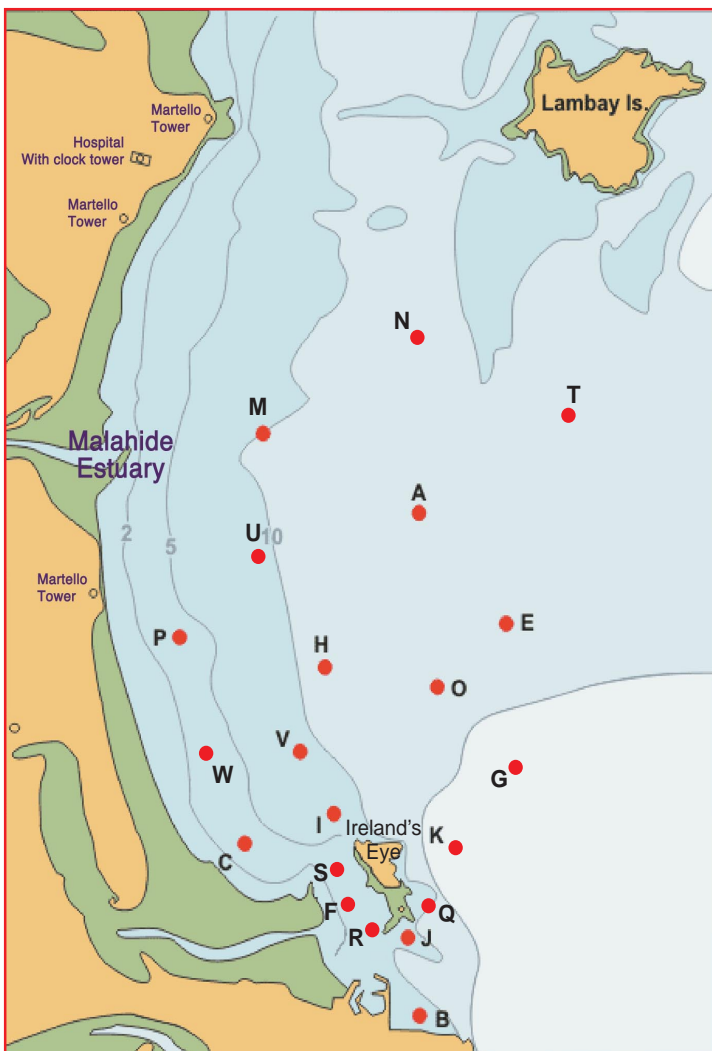 Lambay Is.
Martello
Tower
Hospital
With clock tower
Martello
Tower
N
T
M
Malahide
Estuary
A
2
5
U
10
Martello
Tower
E
P
H
O
V
W
G
I
Ireland's
Eye
K
C
S
F
Q
R
J
B